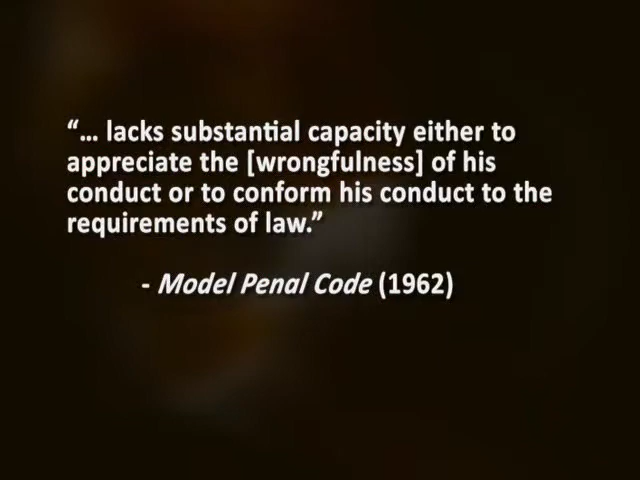 “... lacks substantial capacity either to
appreciate the [wrongfulness] of his
conduct or to conform his conduct to the
requirements of law.”
- Model Penal Code (1962)